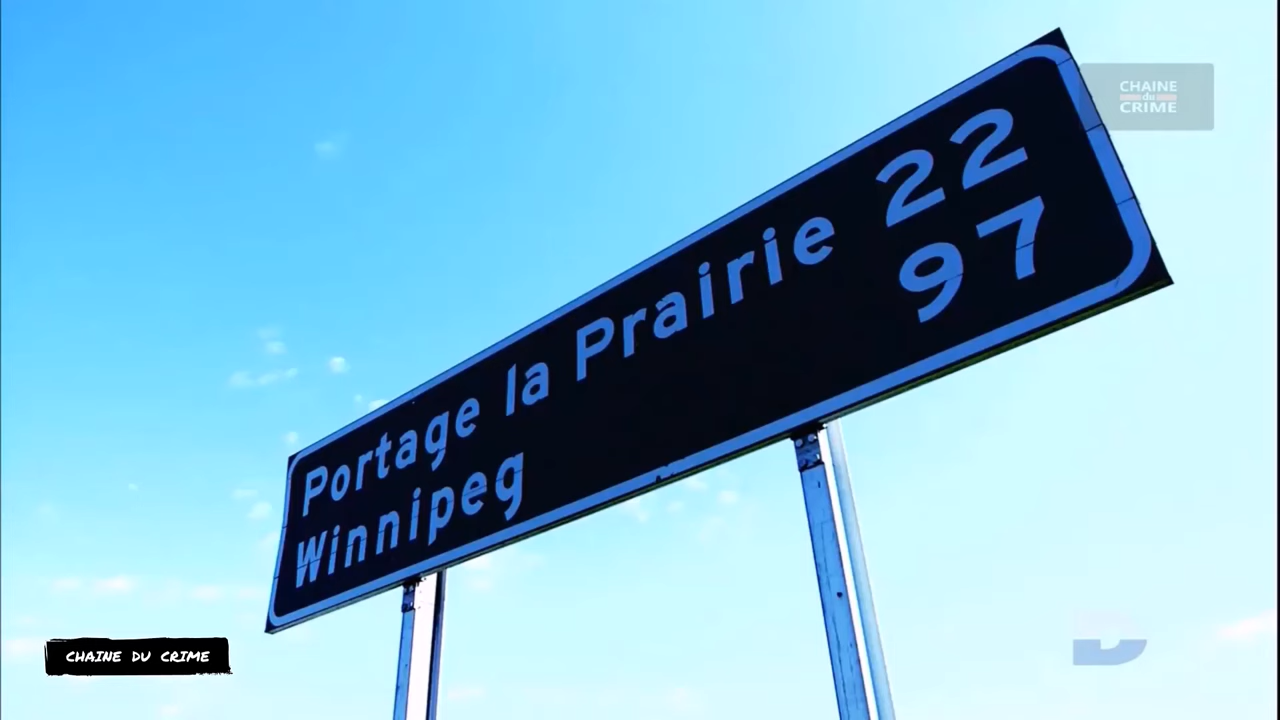 CHAINE
du
CRIME
Portage la Prairie 22
Winnipeg 97
CHAINE DU CRIME
D